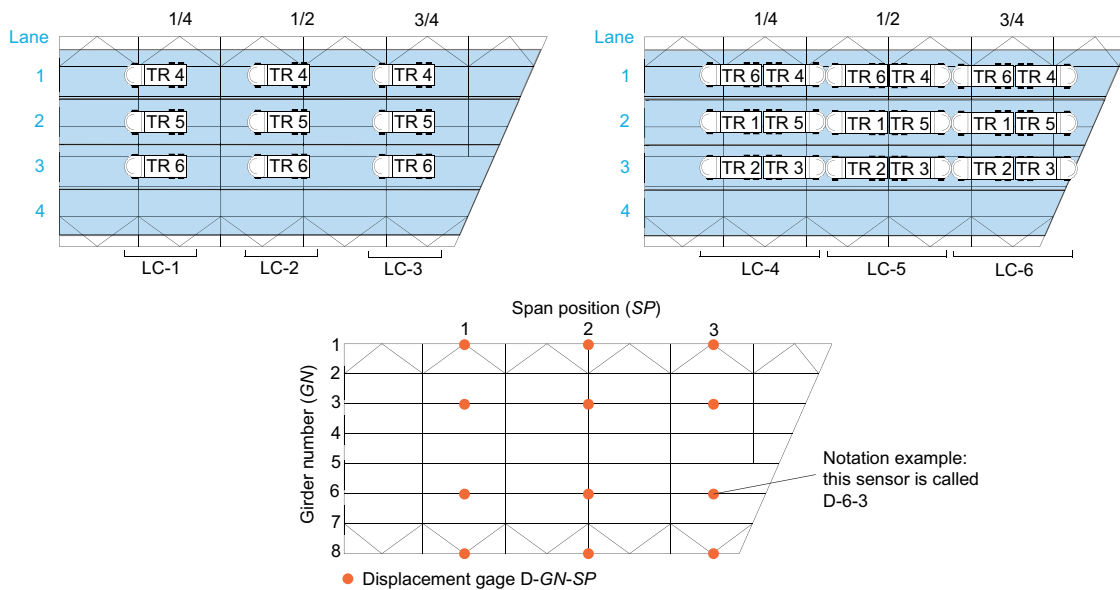 1/4 1/2 3/4
Lane
1 TR 4 TR 4 TR 4
2 TR 5 TR 5 TR 5
3 TR 6 TR 6 TR 6
4
LC-1 LC-2 LC-3
1/4 1/2 3/4
Lane
1 TR 6 TR 4 TR 6 TR 4 TR 6 TR 4
2 TR 1 TR 5 TR 1 TR 5 TR 1 TR 5
3 TR 2 TR 3 TR 2 TR 3 TR 2 TR 3
4
LC-4 LC-5 LC-6
Span position (SP)
1 2 3
Girder number (GN)
1
2
3
4
5
6
7
8
Notation example:
this sensor is called
D-6-3
Displacement gage D-GN-SP